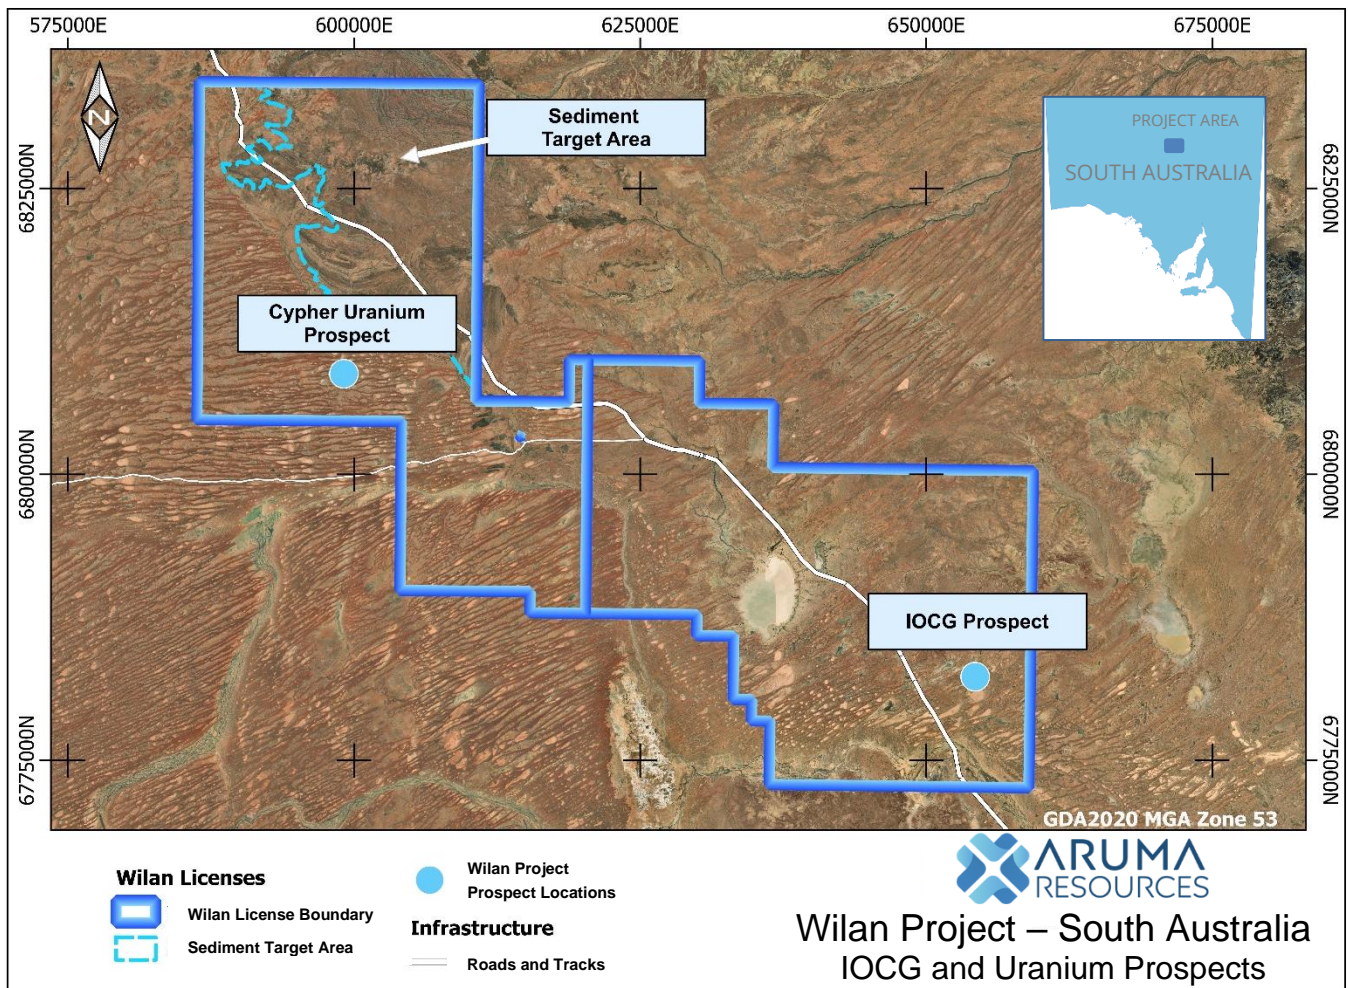 575000E
600000E
625000E
650000E
675000E
N
Sediment
Target Area
PROJECT AREA
SOUTH AUSTRALIA
6825000N
6825000N
Cypher Uranium
Prospect
6800000N
6800000N
IOCG Prospect
6775000N
6775000N
GDA2020 MGA Zone 53
Wilan Licenses
Wilan License Boundary
Sediment Target Area
Wilan Project
Prospect Locations
Infrastructure
Roads and Tracks
ARUMA
RESOURCES
Wilan Project – South Australia
IOCG and Uranium Prospects